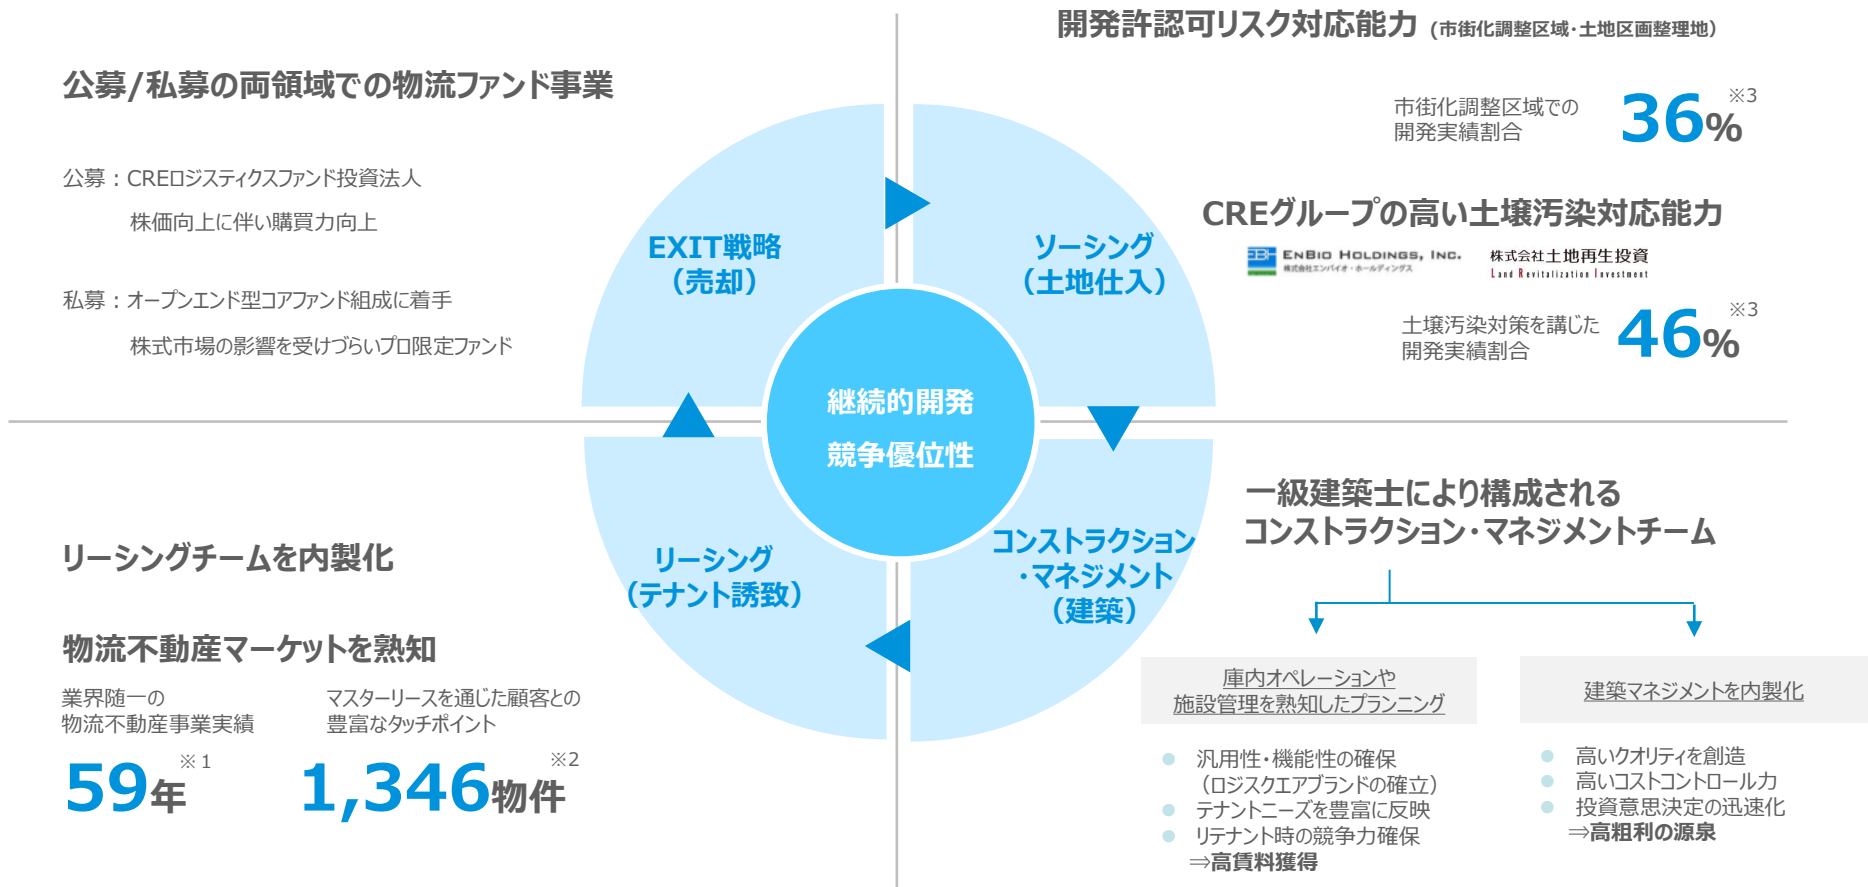 公募/私募の両領域での物流ファンド事業
公募：CREロジスティクスファンド投資法人
株価向上に伴い購買力向上
私募：オープンエンド型コアファンド組成に着手
株式市場の影響を受けづらいプロ限定ファンド
開発許認可リスク対応能力 (市街化調整区域・土地区画整理地)
市街化調整区域での
開発実績割合
36% ※3
CREグループの高い土壌汚染対応能力
EBH ENBIO HOLDINGS, INC.
株式会社エンバイオ・ホールディングス
株式会社土地再生投資
Land Revitalization Investment
土壌汚染対策を講じた
開発実績割合
46% ※3
EXIT戦略
（売却）
ソーシング
（土地仕入）
継続的開発
競争優位性
リーシング
（テナント誘致）
コンストラクション
・マネジメント
（建築）
リーシングチームを内製化
物流不動産マーケットを熟知
業界随一の
物流不動産事業実績
59年 ※1
マスターリースを通じた顧客との
豊富なタッチポイント
1,346物件 ※2
一級建築士により構成される
コンストラクション・マネジメントチーム
庫内オペレーションや
施設管理を熟知したプランニング
● 汎用性・機能性の確保
（ロジスクエアブランドの確立）
● テナントニーズを豊富に反映
● リテナント時の競争力確保
⇒高賃料獲得
建築マネジメントを内製化
● 高いクオリティを創造
● 高いコストコントロール力
● 投資意思決定の迅速化
⇒高粗利の源泉